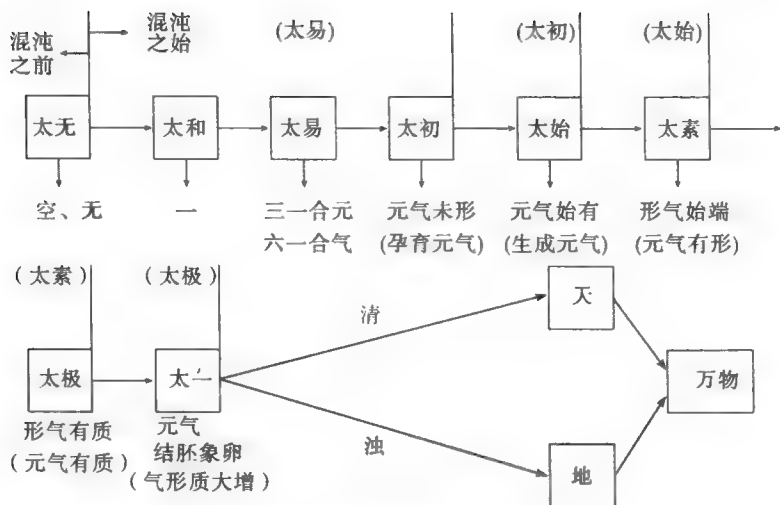 混沌之前
混沌之始
(太易)
(太初)
(太始)
太无
太和
太易
太初
太始
太素
空、无
一
三一合元
六一合气
元气未形
(孕育元气)
元气始有
(生成元气)
形气始端
(元气有形)
(太素)
(太极)
清
天
太极
太一
万物
形气有质
(元气有质)
元气
结胚象卵
(气形质大增)
浊
地